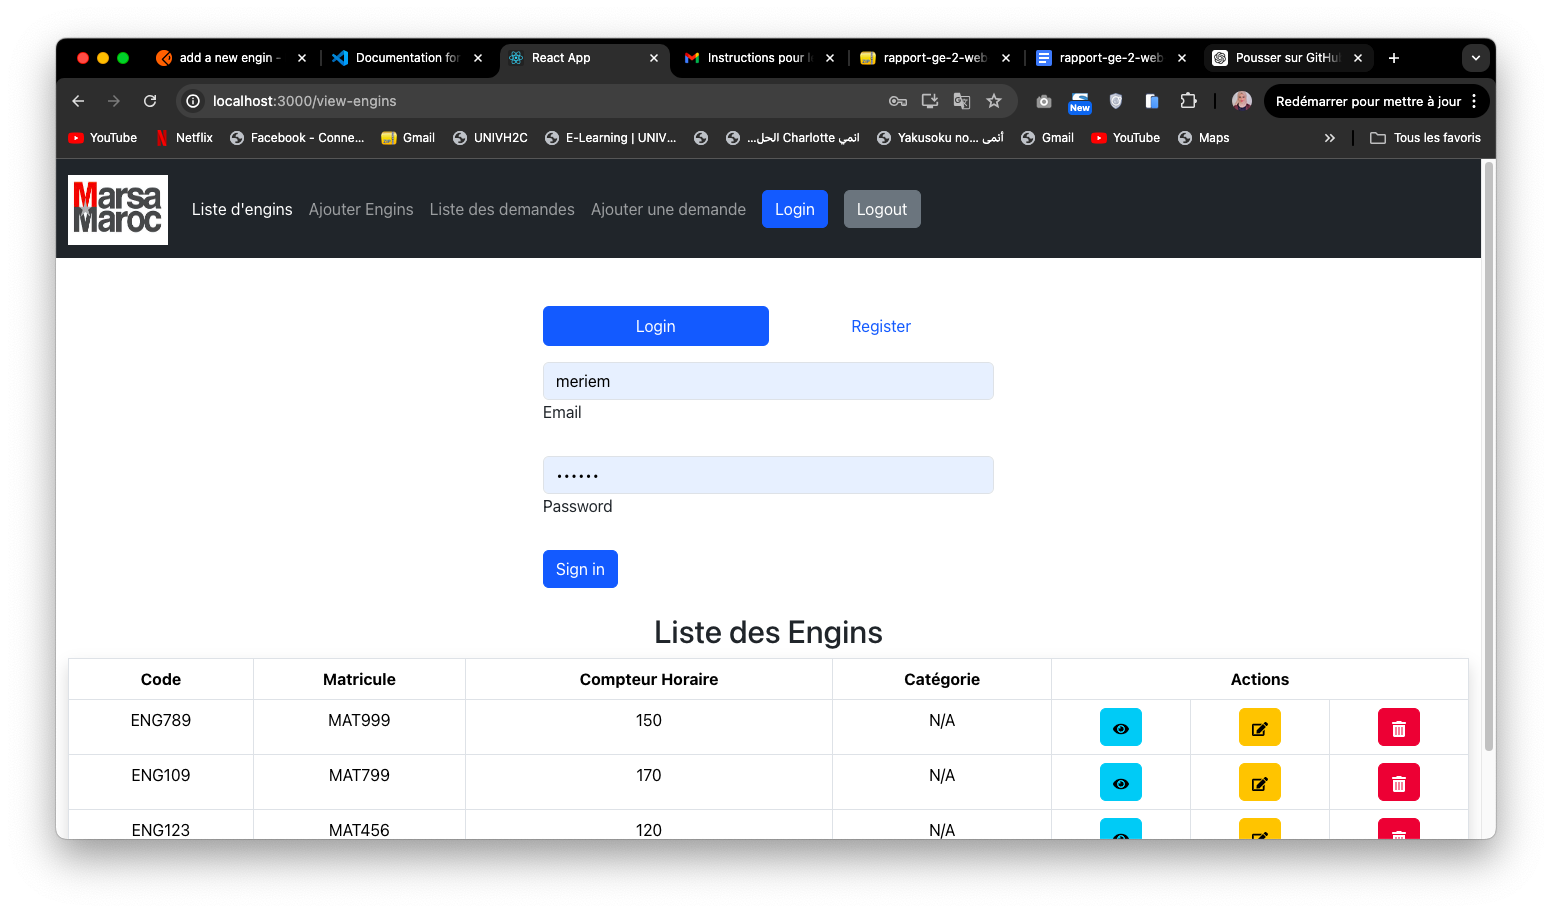 add a new engin -
Documentation for
React App
Instructions pour l
rapport-ge-2-web
rapport-ge-2-web
Pousser sur GitHu
localhost:3000/view-engins
New
Redémarrer pour mettre à jour
YouTube
Netflix
Facebook - Conne...
Gmail
UNIVH2C
E-Learning | UNIV...
انمي Charlotte الحل...
Yakusoku no... أنمى
Gmail
YouTube
Maps
Tous les favoris
Marsa Maroc
Liste d'engins
Ajouter Engins
Liste des demandes
Ajouter une demande
Login
Logout
Login
Register
meriem
Email
••••••
Password
Sign in
Liste des Engins
Code Matricule Compteur Horaire Catégorie Actions
ENG789 MAT999 150 N/A
ENG109 MAT799 170 N/A
ENG123 MAT456 120 N/A